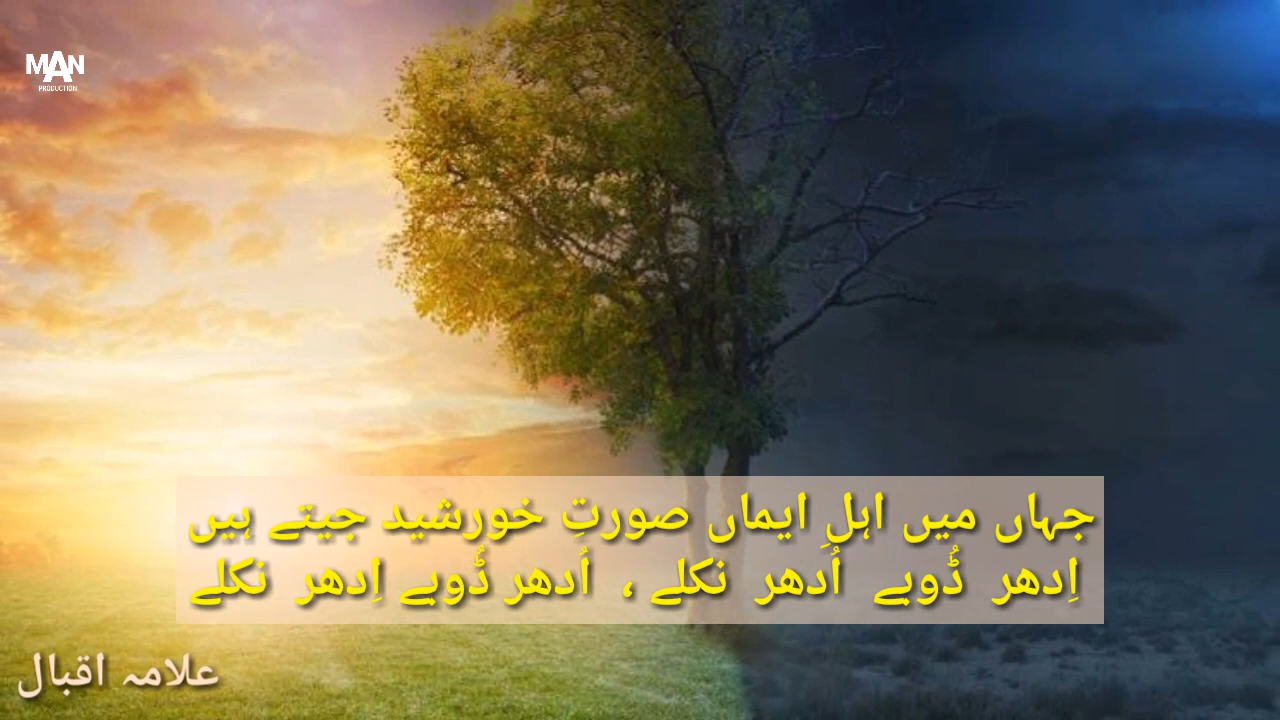 MAN
PRODUCTION
جہاں میں اہلِ ایماں صورتِ خورشید جیتے ہیں
اِدھر ڈُوبے اُدھر نکلے ، اُدھر ڈُوبے اِدھر نکلے
علامہ اقبال